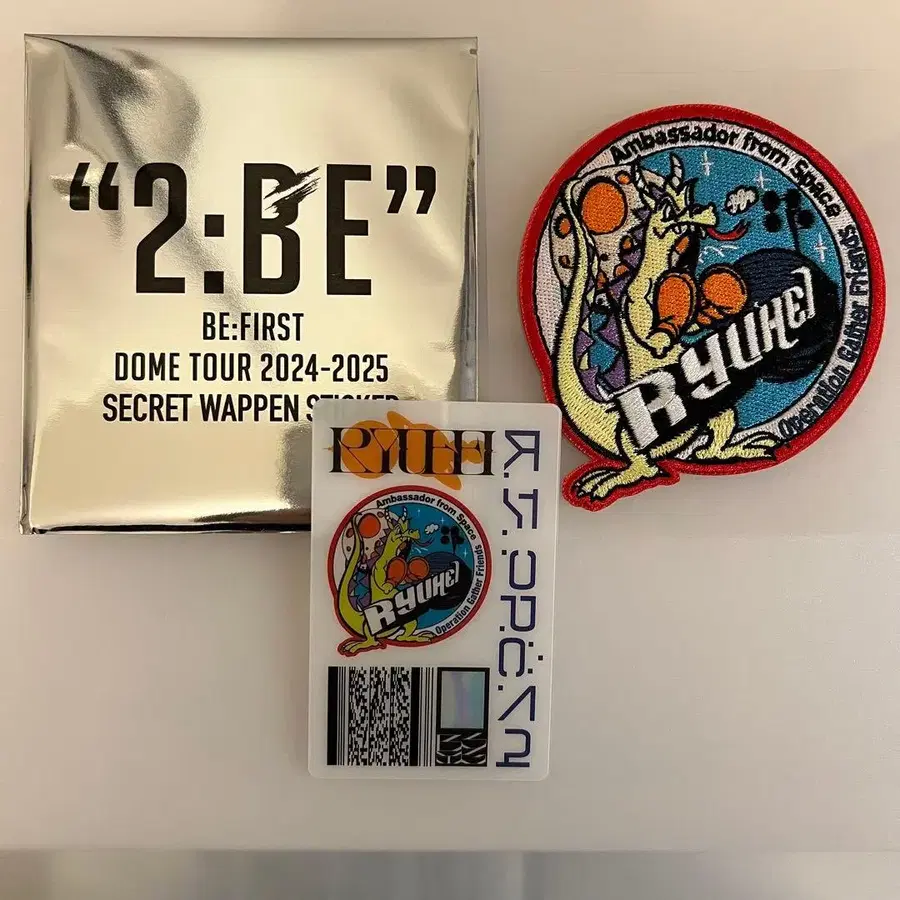 “2:BE”
BE:FIRST
DOME TOUR 2024-2025
SECRET WAPPEN
Ambassador from Space
RYUHEI
Operation Gather Friends
RYUHEI
Ambassador from Space
RYUHEI
Operation Gather Friends